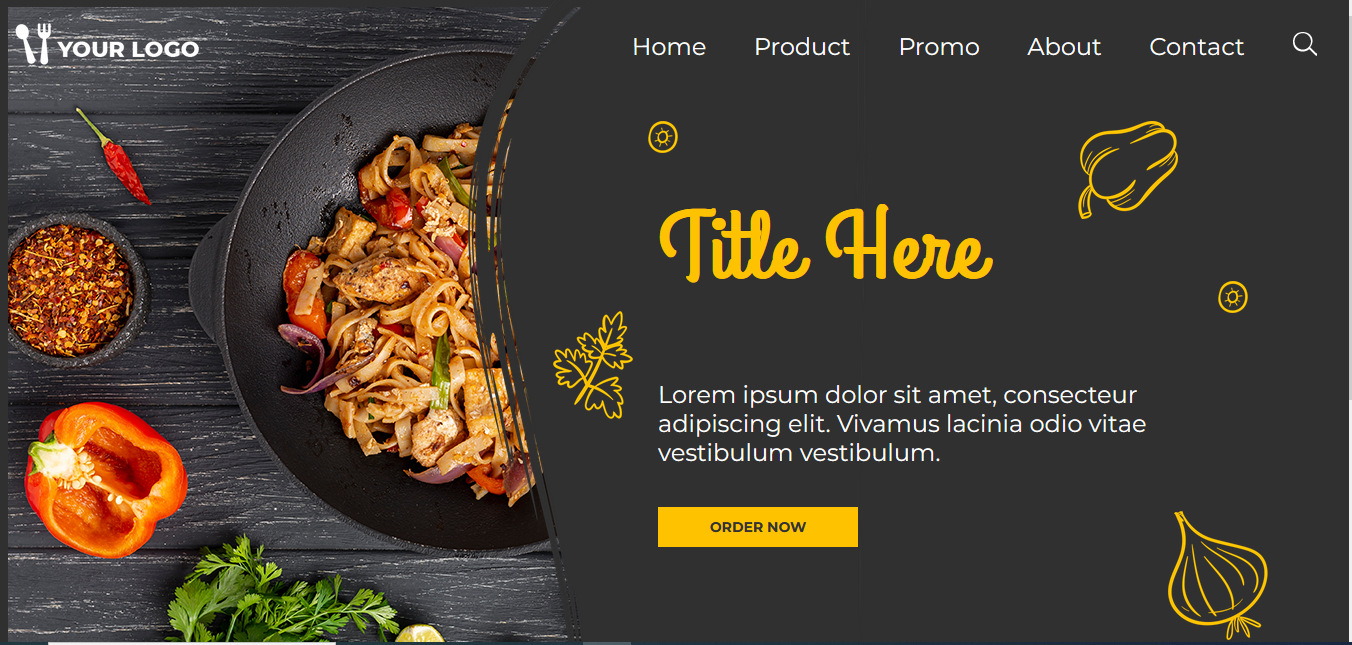 YOUR LOGO
Home Product Promo About Contact
Title Here
Lorem ipsum dolor sit amet, consecteur
adipiscing elit. Vivamus lacinia odio vitae
vestibulum vestibulum.
ORDER NOW